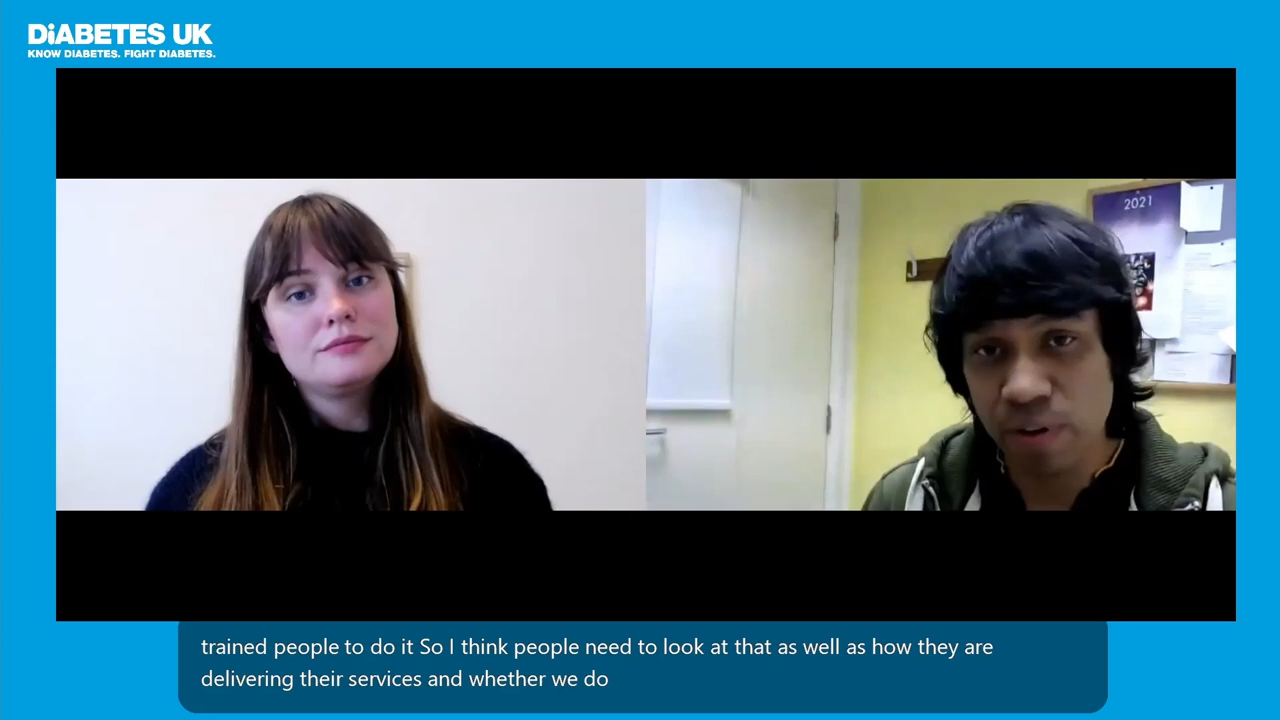 DiABETES UK
KNOW DIABETES. FIGHT DIABETES.
2021
trained people to do it So I think people need to look at that as well as how they are
delivering their services and whether we do